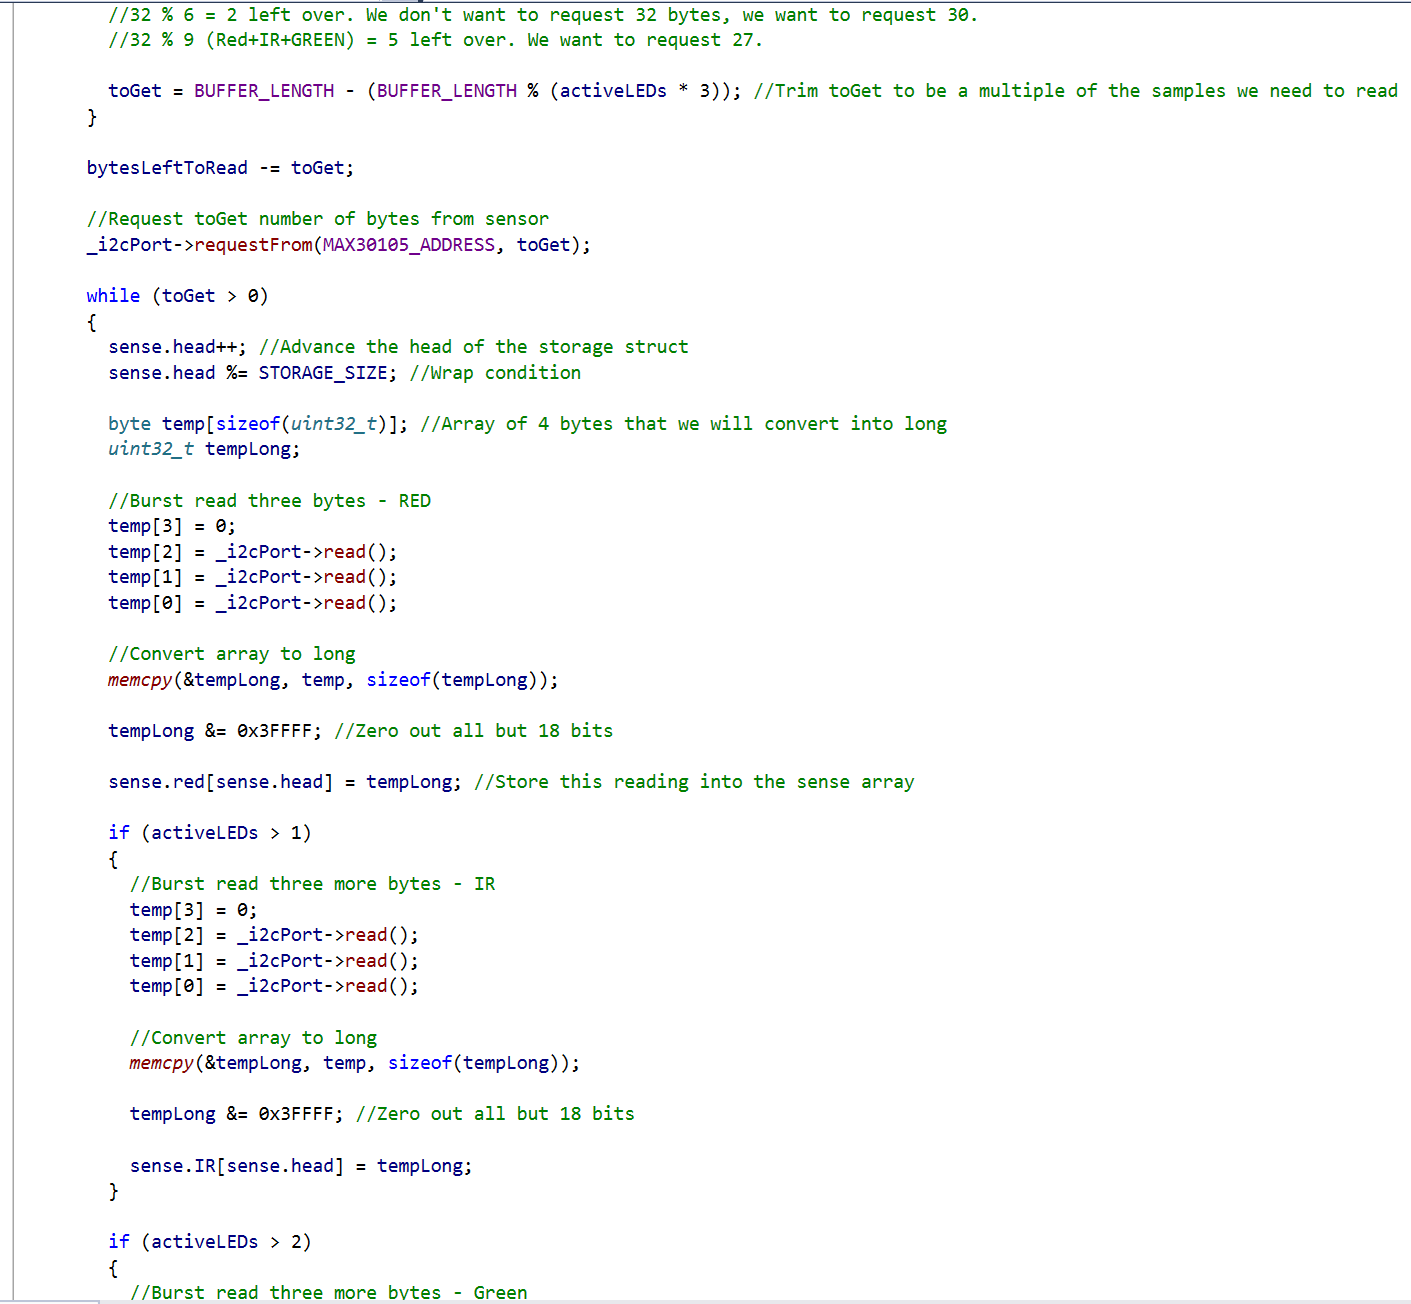 //32 % 6 = 2 left over. We don't want to request 32 bytes, we want to request 30.
//32 % 9 (Red+IR+GREEN) = 5 left over. We want to request 27.
toGet = BUFFER_LENGTH - (BUFFER_LENGTH % (activeLEDs * 3)); //Trim toGet to be a multiple of the samples we need to read
}
bytesLeftToRead -= toGet;
//Request toGet number of bytes from sensor
_i2cPort->requestFrom(MAX30105_ADDRESS, toGet);
while (toGet > 0)
{
sense.head++; //Advance the head of the storage struct
sense.head %= STORAGE_SIZE; //Wrap condition
byte temp[sizeof(uint32_t)]; //Array of 4 bytes that we will convert into long
uint32_t tempLong;
//Burst read three bytes - RED
temp[3] = 0;
temp[2] = _i2cPort->read();
temp[1] = _i2cPort->read();
temp[0] = _i2cPort->read();
//Convert array to long
memcpy(&tempLong, temp, sizeof(tempLong));
tempLong &= 0x3FFFF; //Zero out all but 18 bits
sense.red[sense.head] = tempLong; //Store this reading into the sense array
if (activeLEDs > 1)
{
//Burst read three more bytes - IR
temp[3] = 0;
temp[2] = _i2cPort->read();
temp[1] = _i2cPort->read();
temp[0] = _i2cPort->read();
//Convert array to long
memcpy(&tempLong, temp, sizeof(tempLong));
tempLong &= 0x3FFFF; //Zero out all but 18 bits
sense.IR[sense.head] = tempLong;
}
if (activeLEDs > 2)
{
//Burst read three more bytes - Green